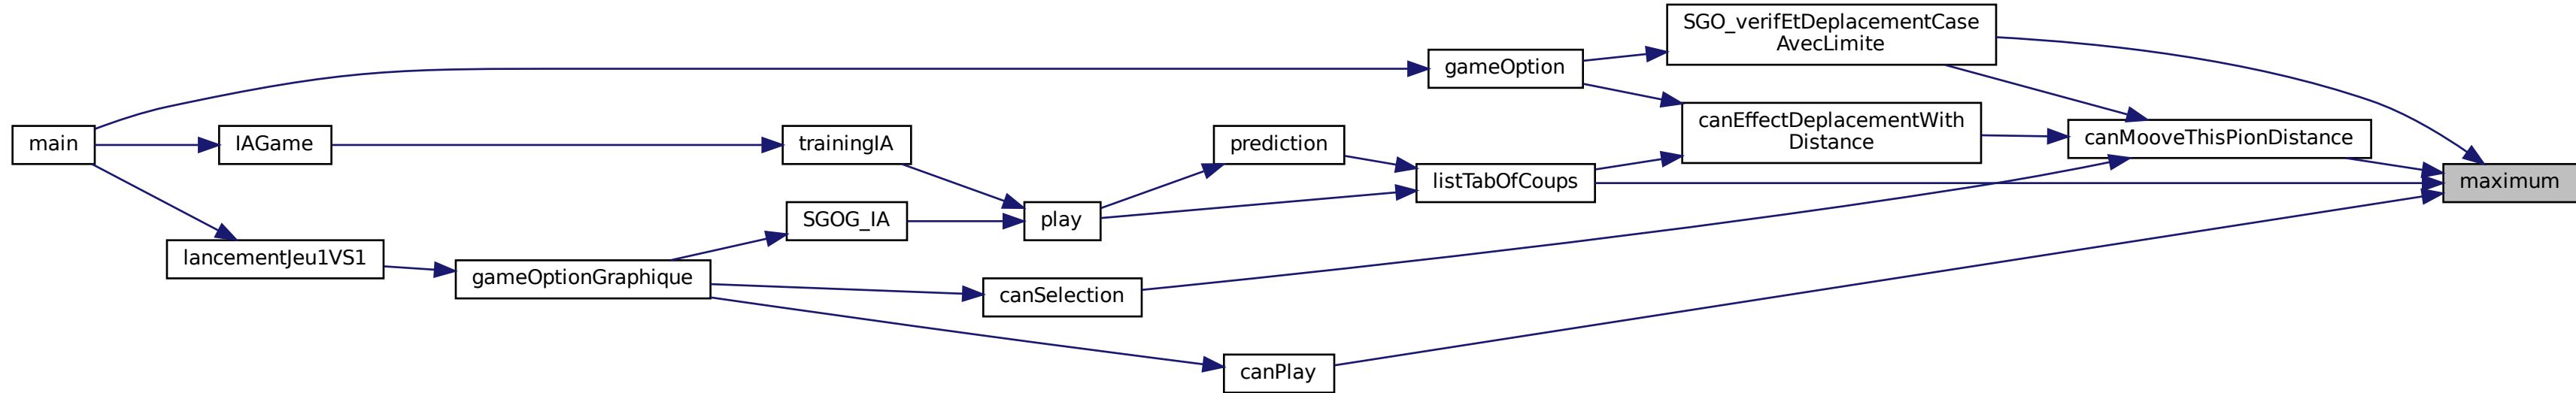 main
IAGame
lancementJeu1VS1
gameOptionGraphique
trainingIA
SGOG_IA
canSelection
play
prediction
canPlay
gameOption
listTabOfCoups
SGO_verifEtDeplacementCase
AvecLimite
canEffectDeplacementWith
Distance
canMooveThisPionDistance
maximum